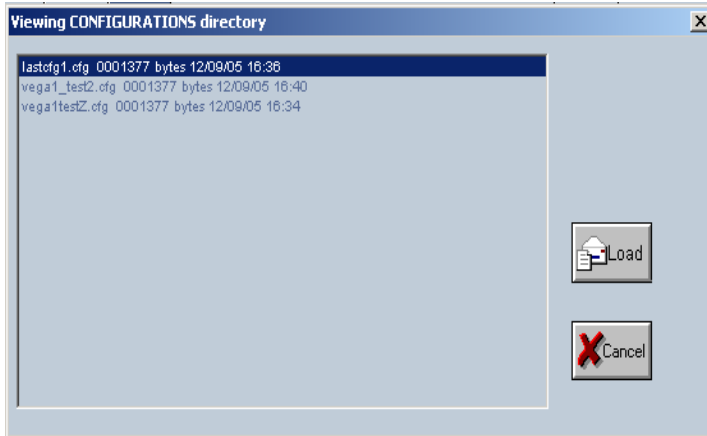 Viewing CONFIGURATIONS directory
lastcfg1.cfg 0001377 bytes 12/09/05 16:36
vega1_test2.cfg 0001377 bytes 12/09/05 16:40
vega1testZ.cfg 0001377 bytes 12/09/05 16:34
Load
Cancel